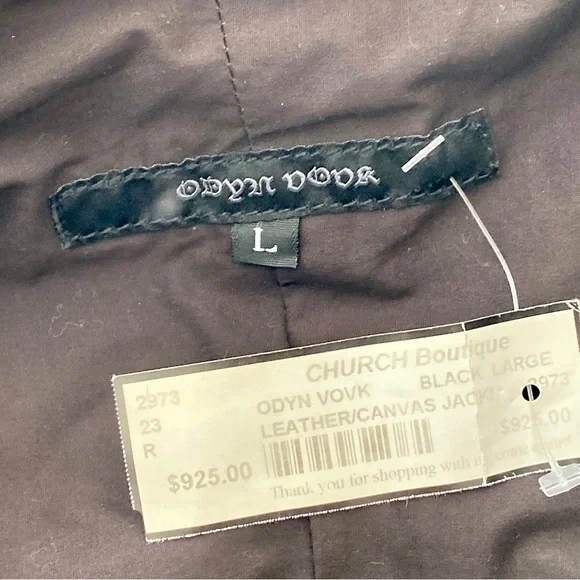 ODYN VOVK
L
CHURCH Boutique
2973 ODYN VOVK BLACK LARGE
23 LEATHER/CANVAS JACK 2973
R
$925.00 $925.00
Thank you for shopping with